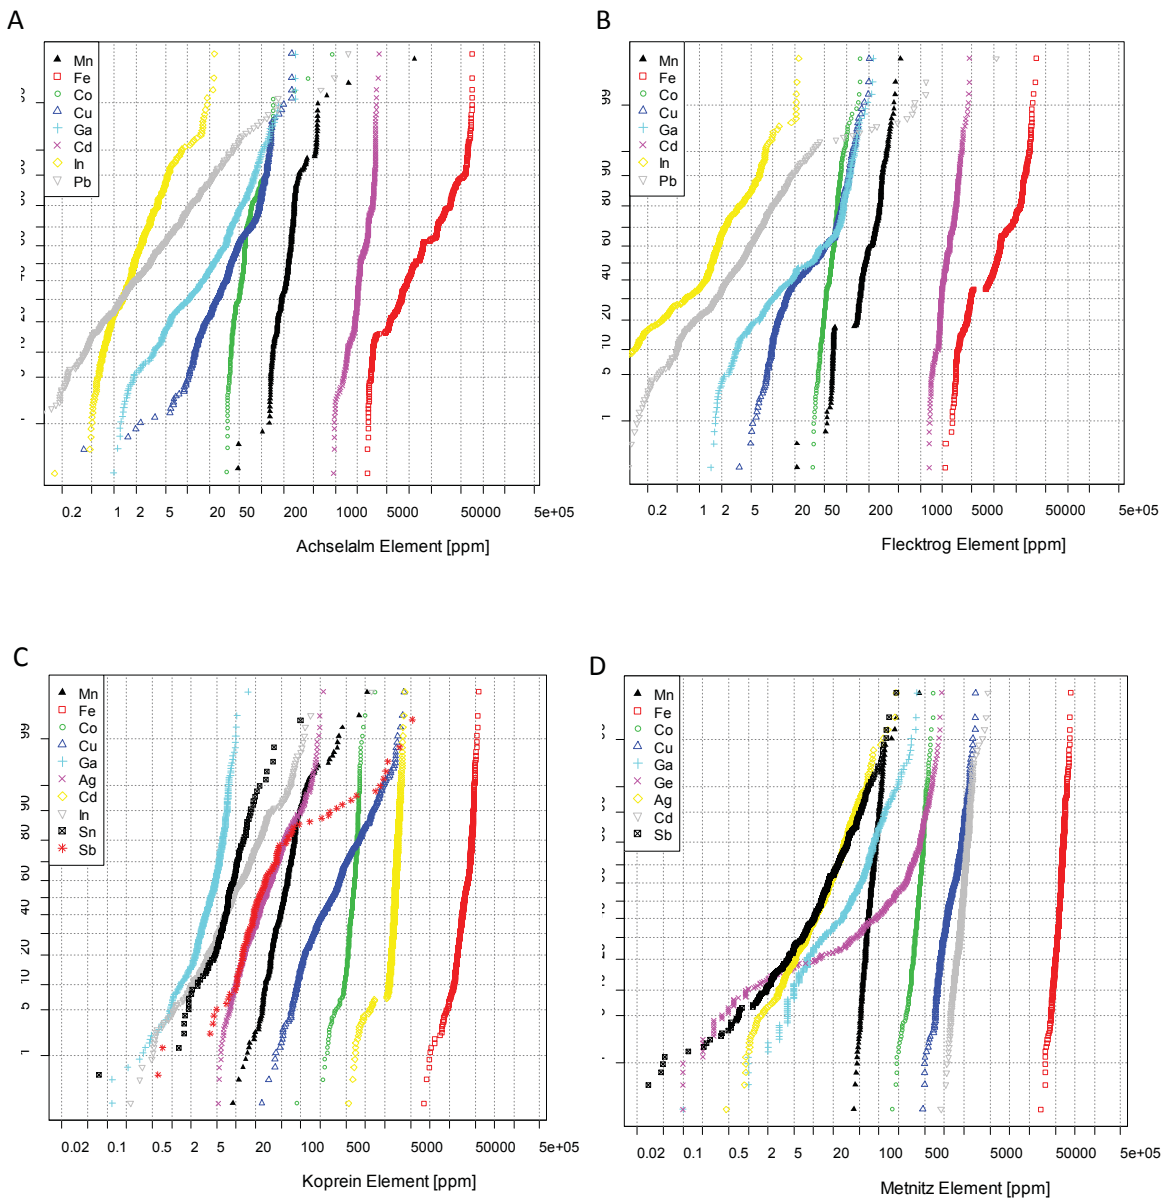 A
Mn
Fe
Co
Cu
Ga
Cd
In
Pb
0.2 1 2 5 20 50 200 1000 5000 50000 5e+05
Achselalm Element [ppm]
B
Mn
Fe
Co
Cu
Ga
Cd
In
Pb
99
90
80
60
40
20
10
5
1
0.2 1 2 5 20 50 200 1000 5000 50000 5e+05
Flecktrog Element [ppm]
C
Mn
Fe
Co
Cu
Ga
Ag
Cd
In
Sn
Sb
99
90
80
60
40
20
10
5
1
0.02 0.1 0.5 2 5 20 100 500 5000 50000 5e+05
Koprein Element [ppm]
D
Mn
Fe
Co
Cu
Ga
Ge
Ag
Cd
Sb
0.02 0.1 0.5 2 5 20 100 500 5000 50000 5e+05
Metnitz Element [ppm]